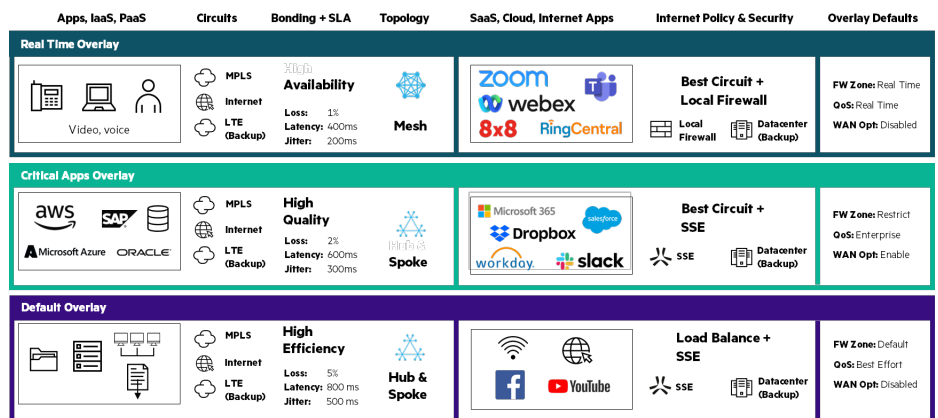 Apps, IaaS, PaaS
Circuits
Bonding + SLA
Topology
SaaS, Cloud, Internet Apps
Internet Policy & Security
Overlay Defaults
Real Time Overlay
Video, voice
MPLS
Internet
LTE
(Backup)
High
Availability
Loss: 1%
Latency: 400ms
Jitter: 200ms
Mesh
zoom
webex
8x8
RingCentral
Best Circuit +
Local Firewall
Local
Firewall
Datacenter
(Backup)
FW Zone: Real Time
QoS: Real Time
WAN Opt: Disabled
Critical Apps Overlay
aws
SAP
Microsoft Azure
ORACLE
MPLS
Internet
LTE
(Backup)
High
Quality
Loss: 2%
Latency: 600ms
Jitter: 300ms
Hub &
Spoke
Microsoft 365
salesforce
Dropbox
workday.
slack
Best Circuit +
SSE
SSE
Datacenter
(Backup)
FW Zone: Restrict
QoS: Enterprise
WAN Opt: Enable
Default Overlay
MPLS
Internet
LTE
(Backup)
High
Efficiency
Loss: 5%
Latency: 800 ms
Jitter: 500 ms
Hub &
Spoke
f
YouTube
Load Balance +
SSE
SSE
Datacenter
(Backup)
FW Zone: Default
QoS: Best Effort
WAN Opt: Disabled